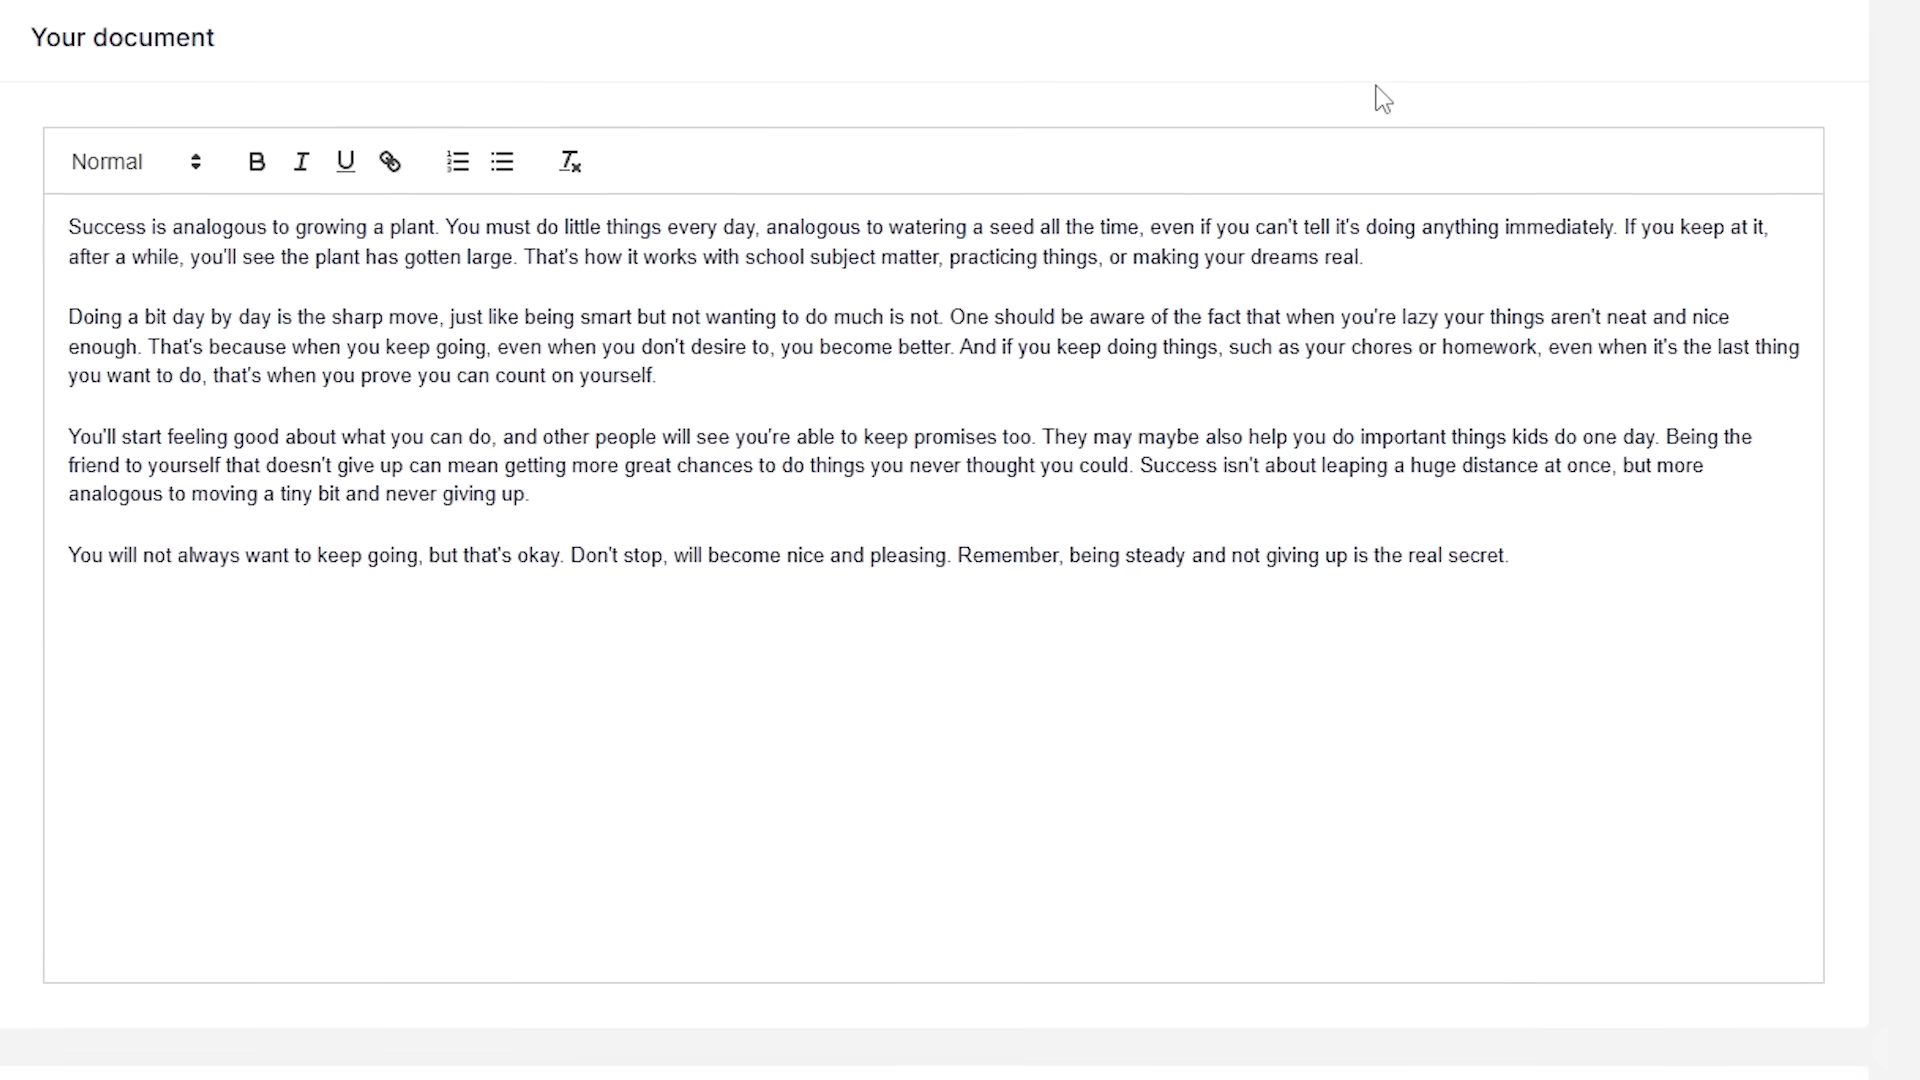 Your document
Normal
Success is analogous to growing a plant. You must do little things every day, analogous to watering a seed all the time, even if you can't tell it's doing anything immediately. If you keep at it,
after a while, you'll see the plant has gotten large. That's how it works with school subject matter, practicing things, or making your dreams real.
Doing a bit day by day is the sharp move, just like being smart but not wanting to do much is not. One should be aware of the fact that when you're lazy your things aren't neat and nice
enough. That's because when you keep going, even when you don't desire to, you become better. And if you keep doing things, such as your chores or homework, even when it's the last thing
you want to do, that's when you prove you can count on yourself.
You'll start feeling good about what you can do, and other people will see you're able to keep promises too. They may maybe also help you do important things kids do one day. Being the
friend to yourself that doesn't give up can mean getting more great chances to do things you never thought you could. Success isn't about leaping a huge distance at once, but more
analogous to moving a tiny bit and never giving up.
You will not always want to keep going, but that's okay. Don't stop, will become nice and pleasing. Remember, being steady and not giving up is the real secret.